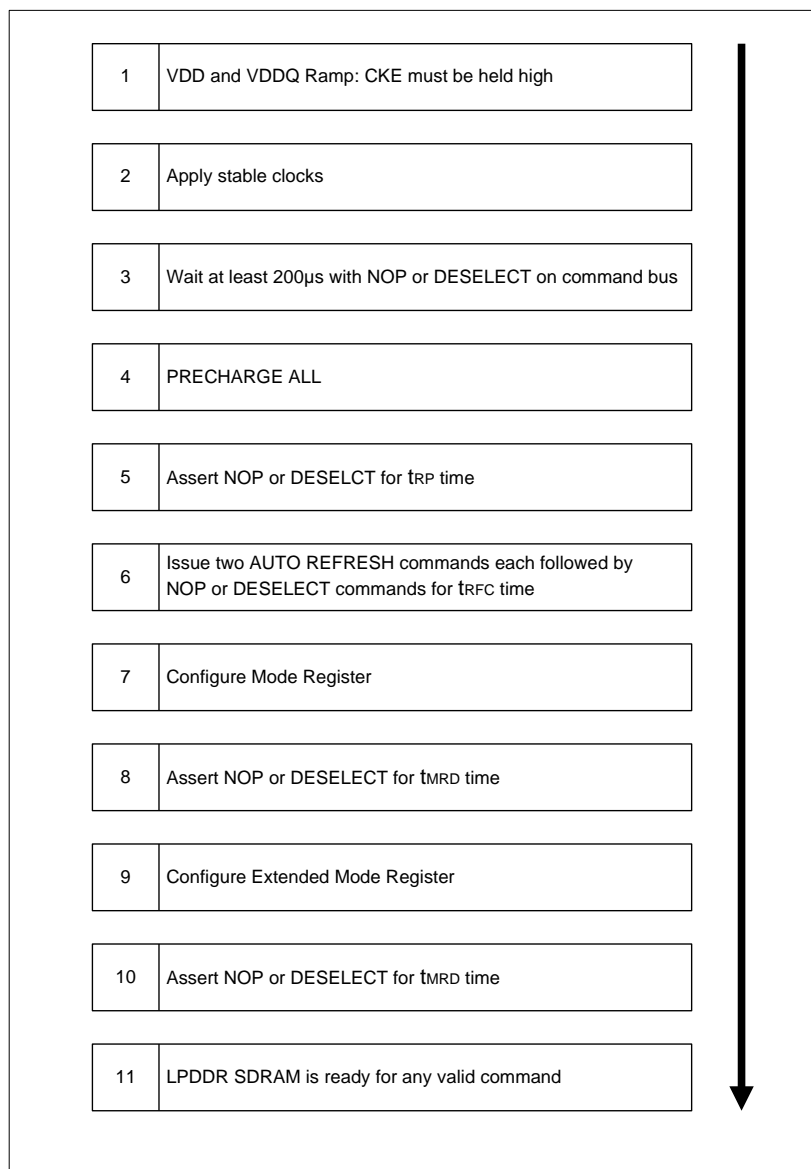 1 VDD and VDDQ Ramp: CKE must be held high
2 Apply stable clocks
3 Wait at least 200μs with NOP or DESELECT on command bus
4 PRECHARGE ALL
5 Assert NOP or DESELCT for tRP time
6 Issue two AUTO REFRESH commands each followed by
NOP or DESELECT commands for tRFC time
7 Configure Mode Register
8 Assert NOP or DESELECT for tMRD time
9 Configure Extended Mode Register
10 Assert NOP or DESELECT for tMRD time
11 LPDDR SDRAM is ready for any valid command